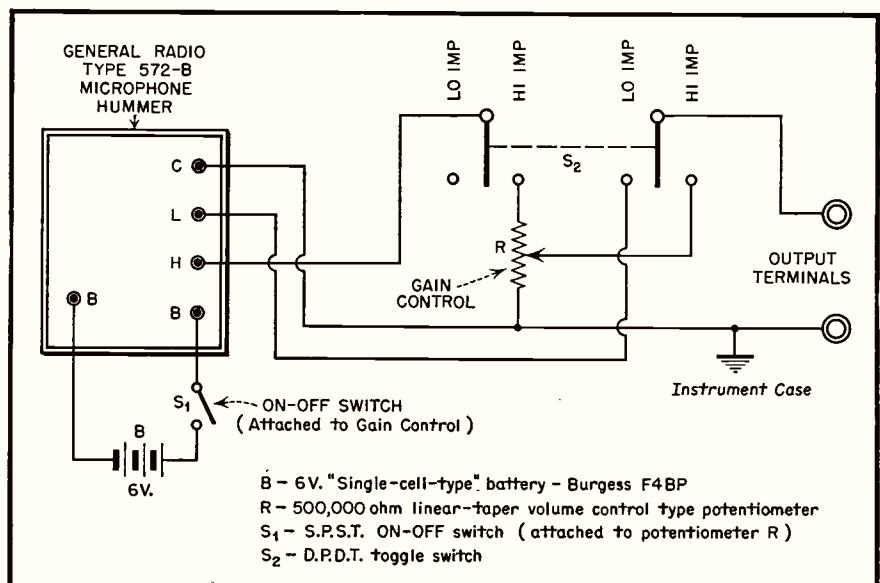 GENERAL RADIO
TYPE 572-B
MICROPHONE
HUMMER
LO IMP
HI IMP
LO IMP
HI IMP
C
L
H
B
B
S2
R
GAIN
CONTROL
OUTPUT
TERMINALS
Instrument Case
S1
ON-OFF SWITCH
(Attached to Gain Control)
B
6V.
B – 6V. "Single-cell-type" battery – Burgess F4BP
R – 500,000 ohm linear-taper volume control type potentiometer
S1 – S.P.S.T. ON-OFF switch (attached to potentiometer R)
S2 – D.P.D.T. toggle switch